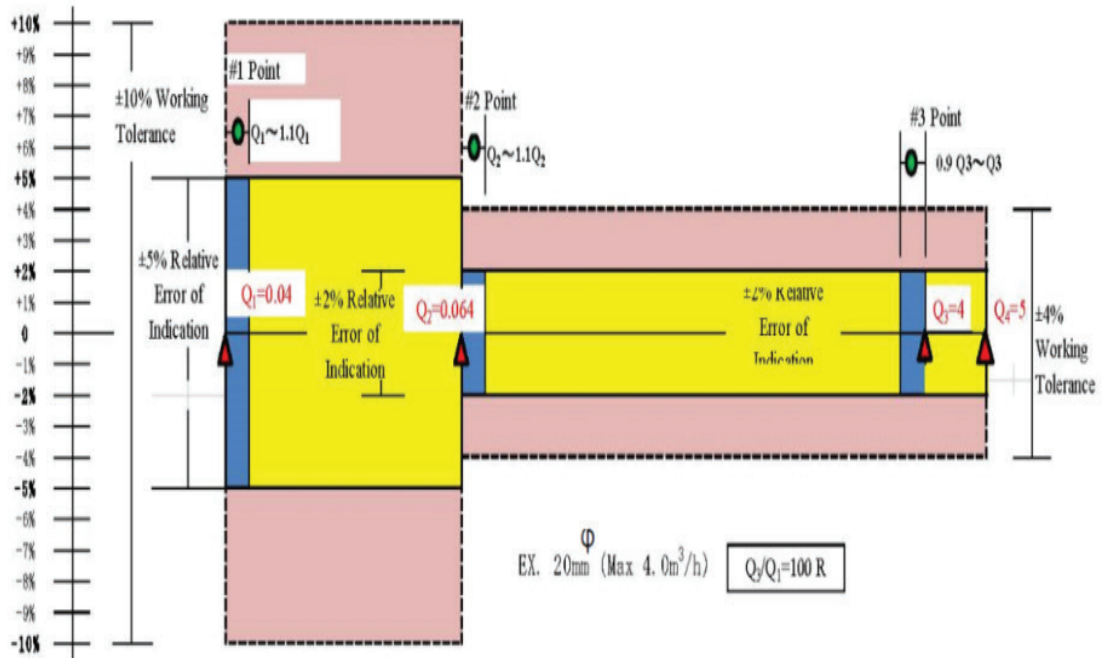 +10%
+9%
+8%
+7%
+6%
+5%
+4%
+3%
+2%
+1%
0
-1%
-2%
-3%
-4%
-5%
-6%
-7%
-8%
-9%
-10%
±10% Working
Tolerance
±5% Relative
Error of
Indication
#1 Point
Q₁~1.1Q₁
Q₁=0.04
±2% Relative
Error of
Indication
#2 Point
Q₂~1.1Q₂
Q₂=0.064
±2% Relative
Error of
Indication
#3 Point
0.9 Q3~Q3
Q₃=4
Q₄=5
±4%
Working
Tolerance
φ
EX. 20mm (Max 4.0m³/h)
Q₃/Q₁=100 R